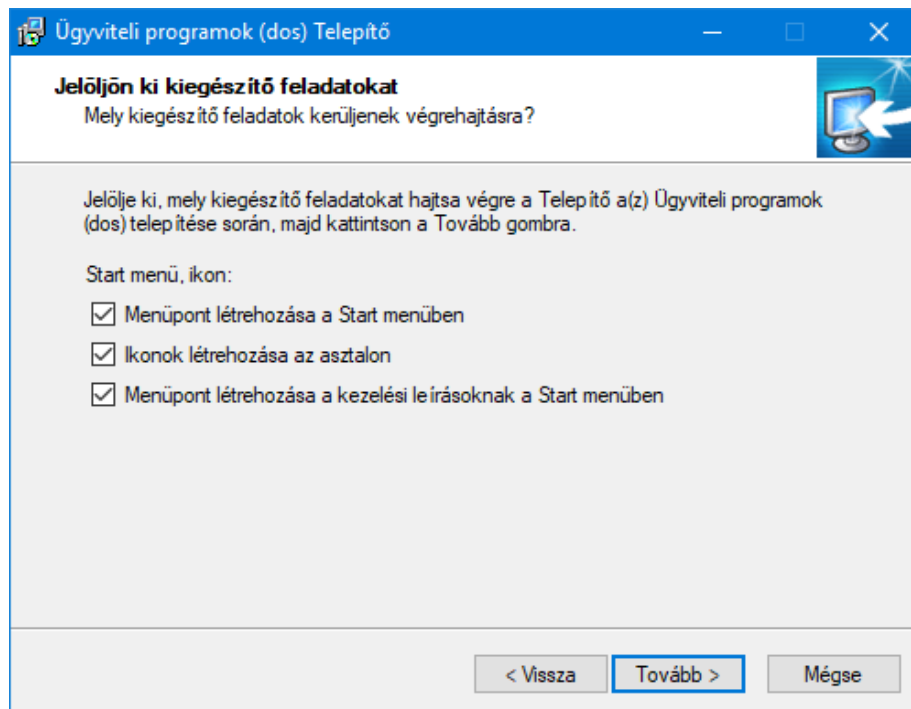 Ügyviteli programok (dos) Telepítő
Jelöljön ki kiegészítő feladatokat
Mely kiegészítő feladatok kerüljenek végrehajtásra?
Jelölje ki, mely kiegészítő feladatokat hajtsa végre a Telepítő a(z) Ügyviteli programok
(dos) telepítése során, majd kattintson a Tovább gombra.
Start menü, ikon:
Menüpont létrehozása a Start menüben
Ikonok létrehozása az asztalon
Menüpont létrehozása a kezelési leírásoknak a Start menüben
< Vissza
Tovább >
Mégse